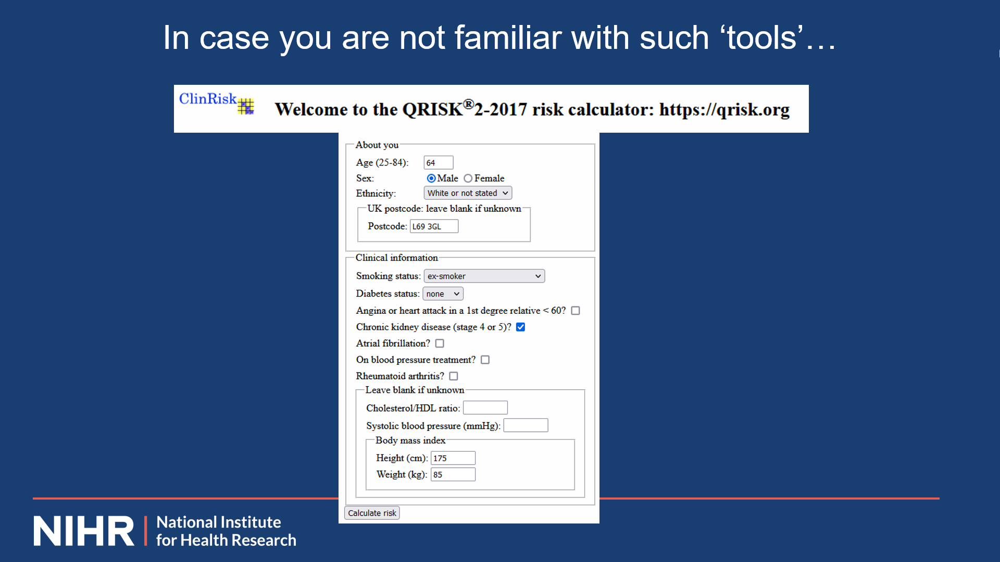 In case you are not familiar with such ‘tools’…
ClinRisk
Welcome to the QRISK®2-2017 risk calculator: https://qrisk.org
About you
Age (25-84): 64
Sex: Male Female
Ethnicity: White or not stated
UK postcode: leave blank if unknown
Postcode: L69 3GL
Clinical information
Smoking status: ex-smoker
Diabetes status: none
Angina or heart attack in a 1st degree relative < 60?
Chronic kidney disease (stage 4 or 5)?
Atrial fibrillation?
On blood pressure treatment?
Rheumatoid arthritis?
Leave blank if unknown
Cholesterol/HDL ratio:
Systolic blood pressure (mmHg):
Body mass index
Height (cm): 175
Weight (kg): 85
Calculate risk
NIHR
National Institute
for Health Research